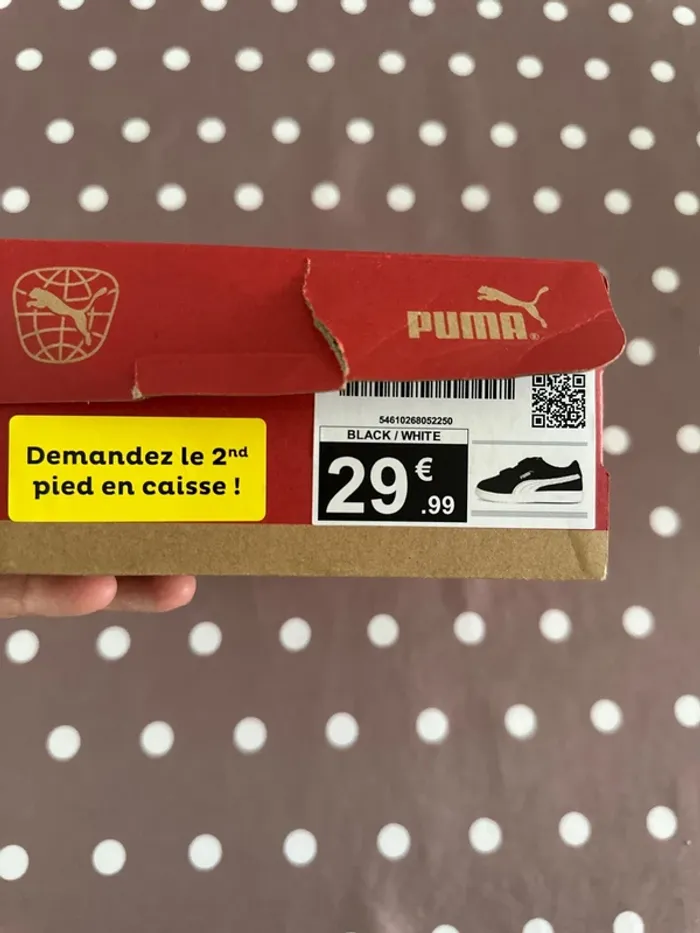 PUMA®
Demandez le 2nd
pied en caisse !
54610268052250
BLACK / WHITE
29€.99